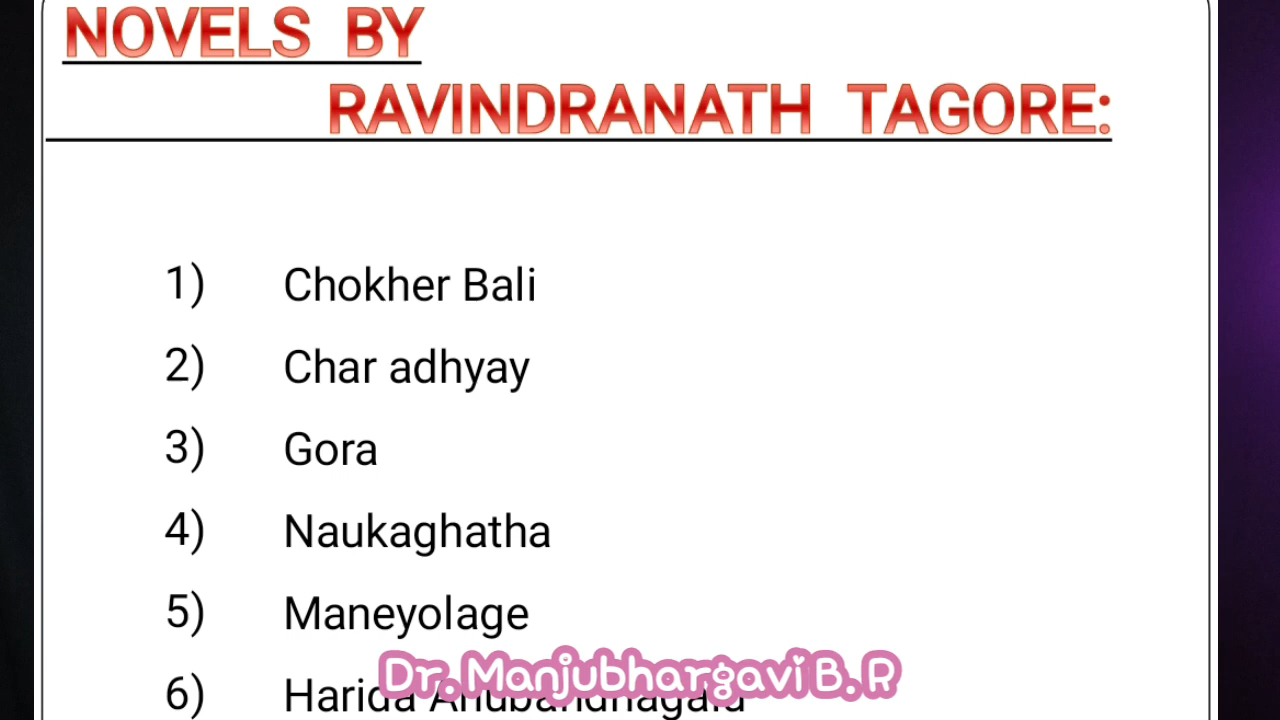 NOVELS BY
RAVINDRANATH TAGORE:
1) Chokher Bali
2) Char adhyay
3) Gora
4) Naukaghatha
5) Maneyolage
6) Harida Anubandhagalu
Dr. Manjubhargavi B. R